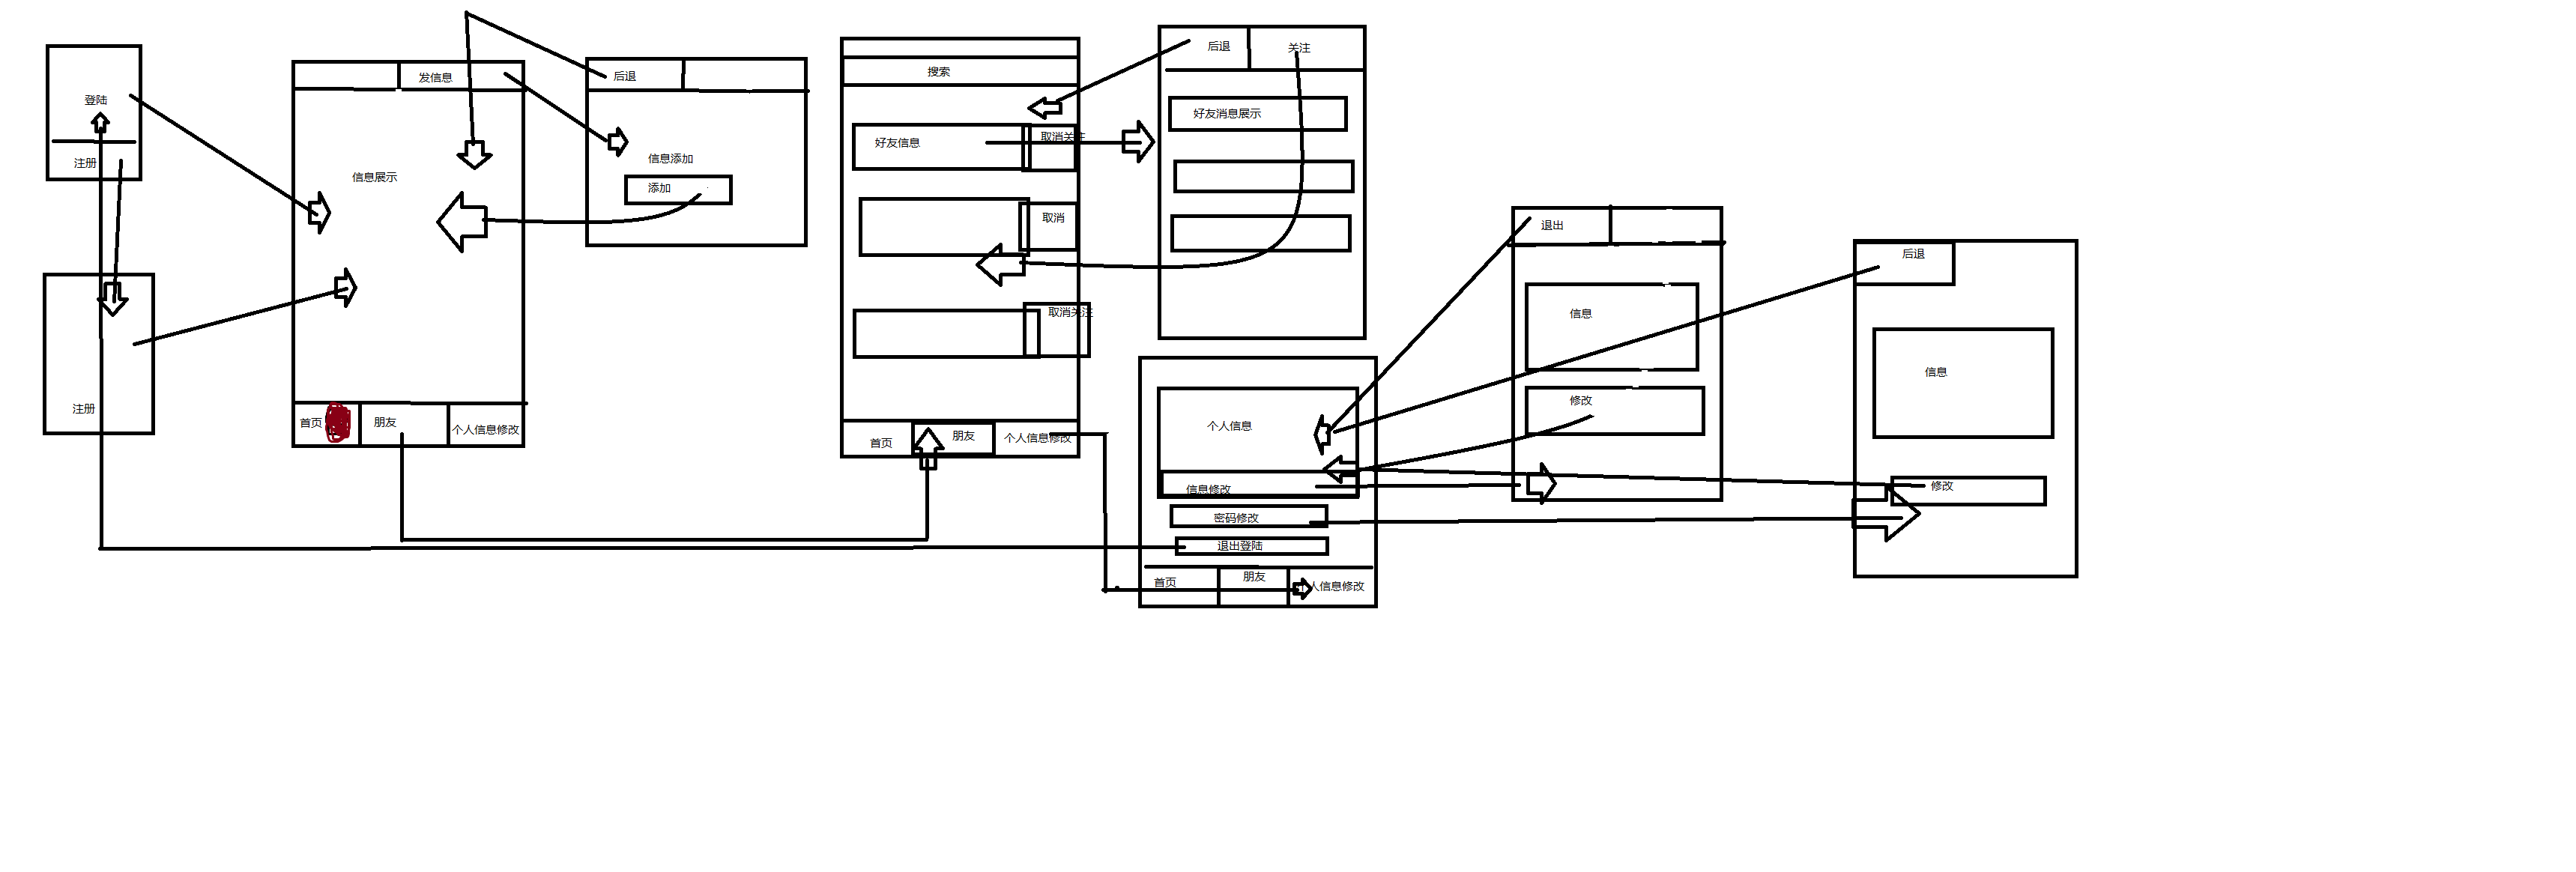 登陆
注册
注册
发信息
信息展示
首页
朋友
个人信息修改
后退
信息添加
添加
搜索
好友信息
取消关注
取消
取消关注
首页
朋友
个人信息修改
后退
关注
好友消息展示
个人信息
信息修改
密码修改
退出登陆
首页
朋友
人信息修改
退出
信息
修改
后退
信息
修改